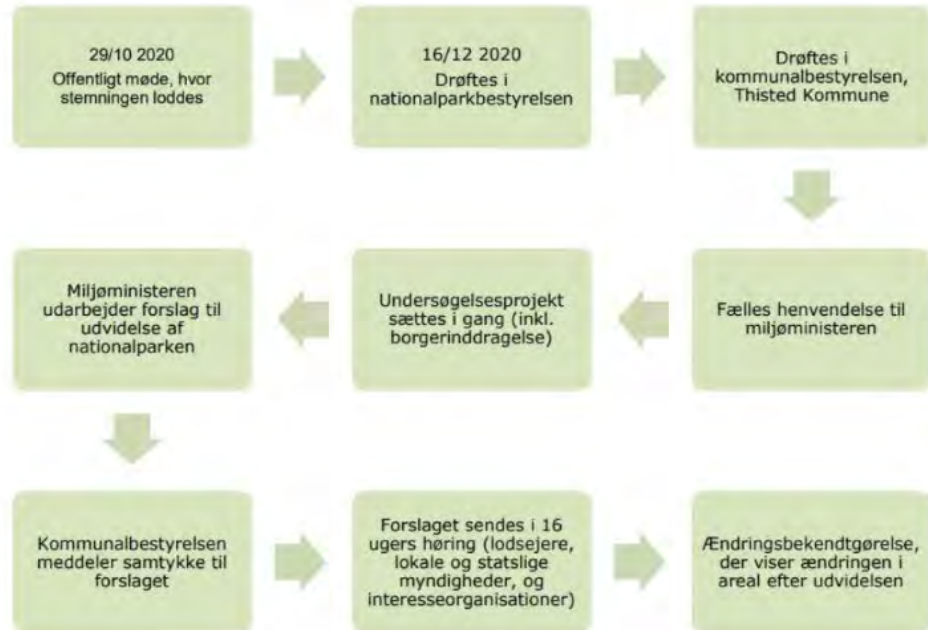 29/10 2020
Offentligt møde, hvor
stemningen loddes
16/12 2020
Drøftes i
nationalparkbestyrelsen
Drøftes i
kommunalbestyrelsen,
Thisted Kommune
Fælles henvendelse til
miljøministeren
Undersøgelsesprojekt
sættes i gang (inkl.
borgerinddragelse)
Miljøministeren
udarbejder forslag til
udvidelse af
nationalparken
Kommunalbestyrelsen
meddeler samtykke til
forslaget
Forslaget sendes i 16
ugers høring (lodsejere,
lokale og statslige
myndigheder, og
interesseorganisationer)
Ændringsbekendtgørelse,
der viser ændringen i
areal efter udvidelsen